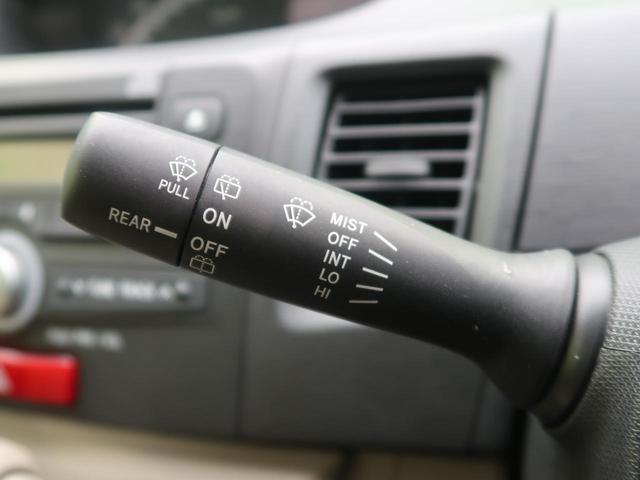 PULL
REAR
ON
OFF
MIST
OFF
INT
LO
HI